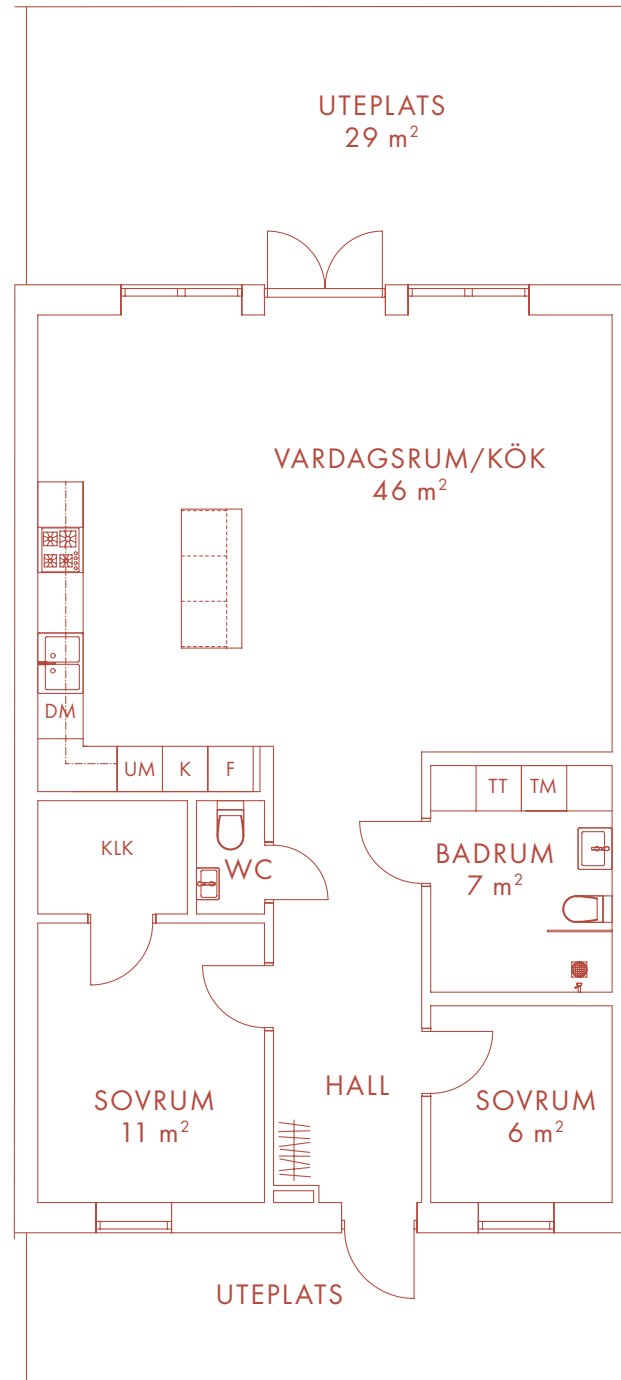 UTEPLATS
29 m²
VARDAGSRUM/KÖK
46 m²
DM
UM K F
TT TM
KLK
WC
BADRUM
7 m²
HALL
SOVRUM
11 m²
SOVRUM
6 m²
UTEPLATS